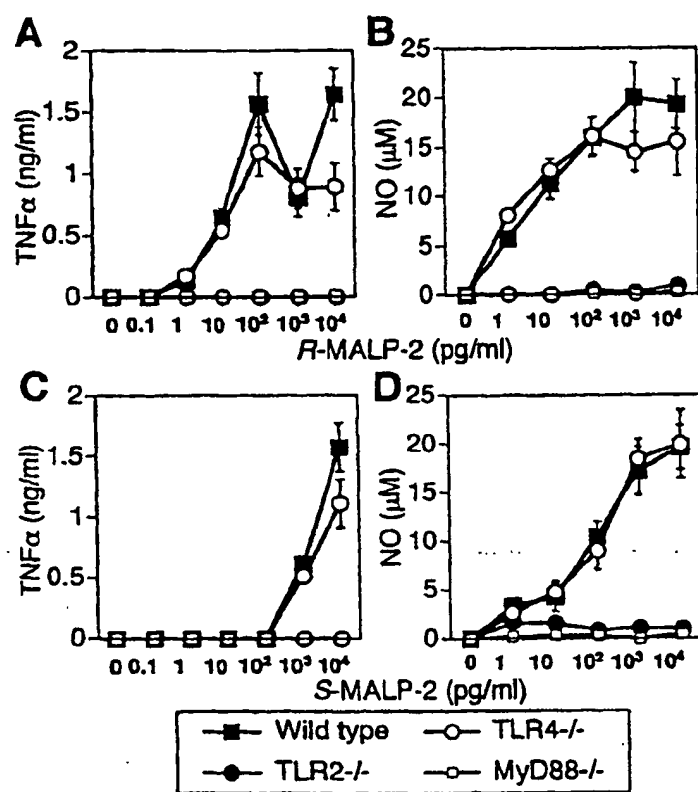 A
TNFα (ng/ml)
2
1.5
1
0.5
0
0 0.1 1 10 10² 10³ 10⁴
B
NO (μM)
25
20
15
10
5
0
0 1 10 10² 10³ 10⁴
R-MALP-2 (pg/ml)
C
TNFα (ng/ml)
2
1.5
1
0.5
0
0 0.1 1 10 10² 10³ 10⁴
D
NO (μM)
25
20
15
10
5
0
0 1 10 10² 10³ 10⁴
S-MALP-2 (pg/ml)
Wild type TLR4-/-
TLR2-/- MyD88-/-